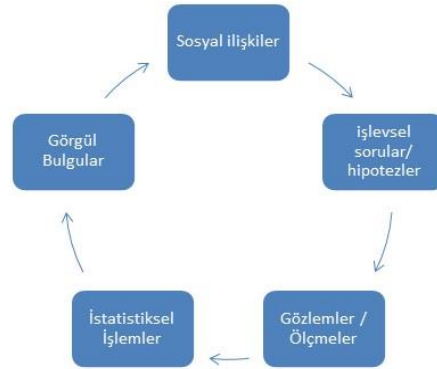 Sosyal ilişkiler
işlevsel
sorular/
hipotezler
Gözlemler /
Ölçmeler
İstatistiksel
İşlemler
Görgül
Bulgular